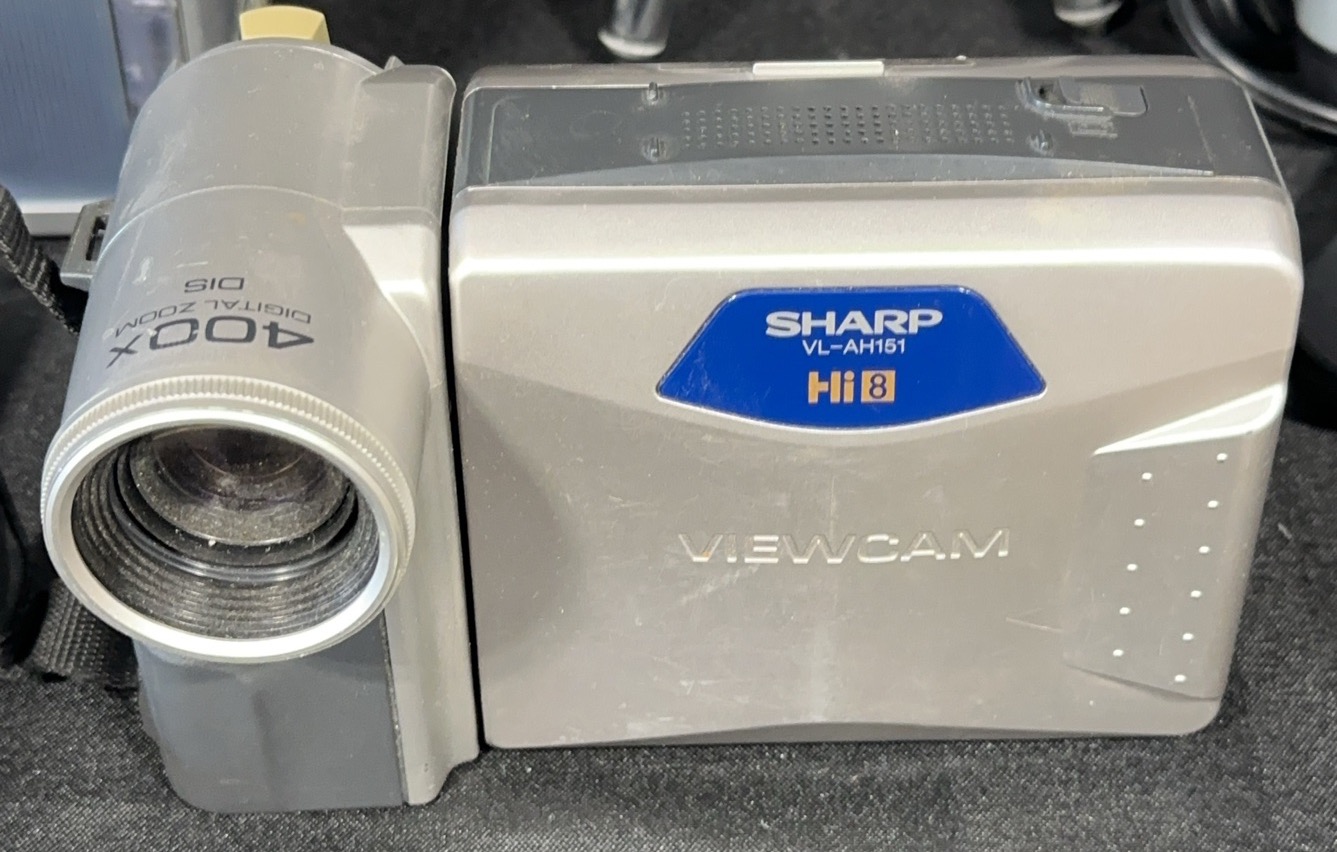 400x
DIGITAL ZOOM
DIS
SHARP
VL-AH151
Hi8
VIEWCAM